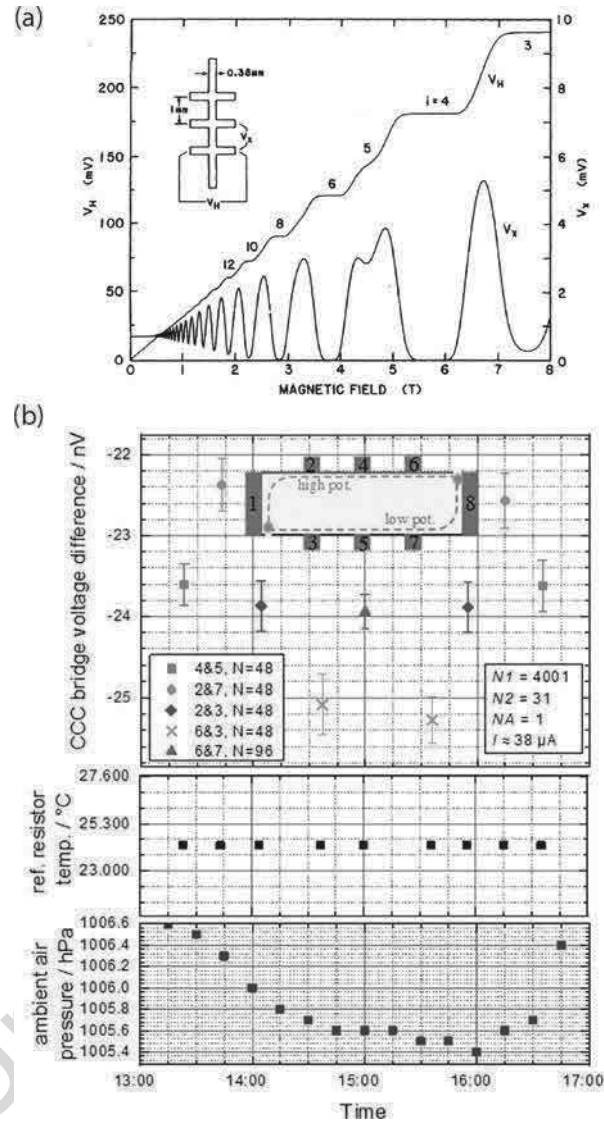 (a)
250
200
150
100
50
0
V_H (mV)
10
8
6
4
2
0
V_x (mV)
0.38mm
1mm
V_x
V_H
12
10
8
6
5
i = 4
3
V_H
V_x
0 1 2 3 4 5 6 7 8
MAGNETIC FIELD (T)
(b)
CCC bridge voltage difference / nV
-22
-23
-24
-25
2 4 6
1 high pot. 8
low pot.
3 5 7
4&5, N=48
2&7, N=48
2&3, N=48
6&3, N=48
6&7, N=96
N1 = 4001
N2 = 31
NA = 1
I ≈ 38 µA
ref. resistor
temp. / °C
27.600
25.300
23.000
ambient air
pressure / hPa
1006.6
1006.4
1006.2
1006.0
1005.8
1005.6
1005.4
13:00 14:00 15:00 16:00 17:00
Time